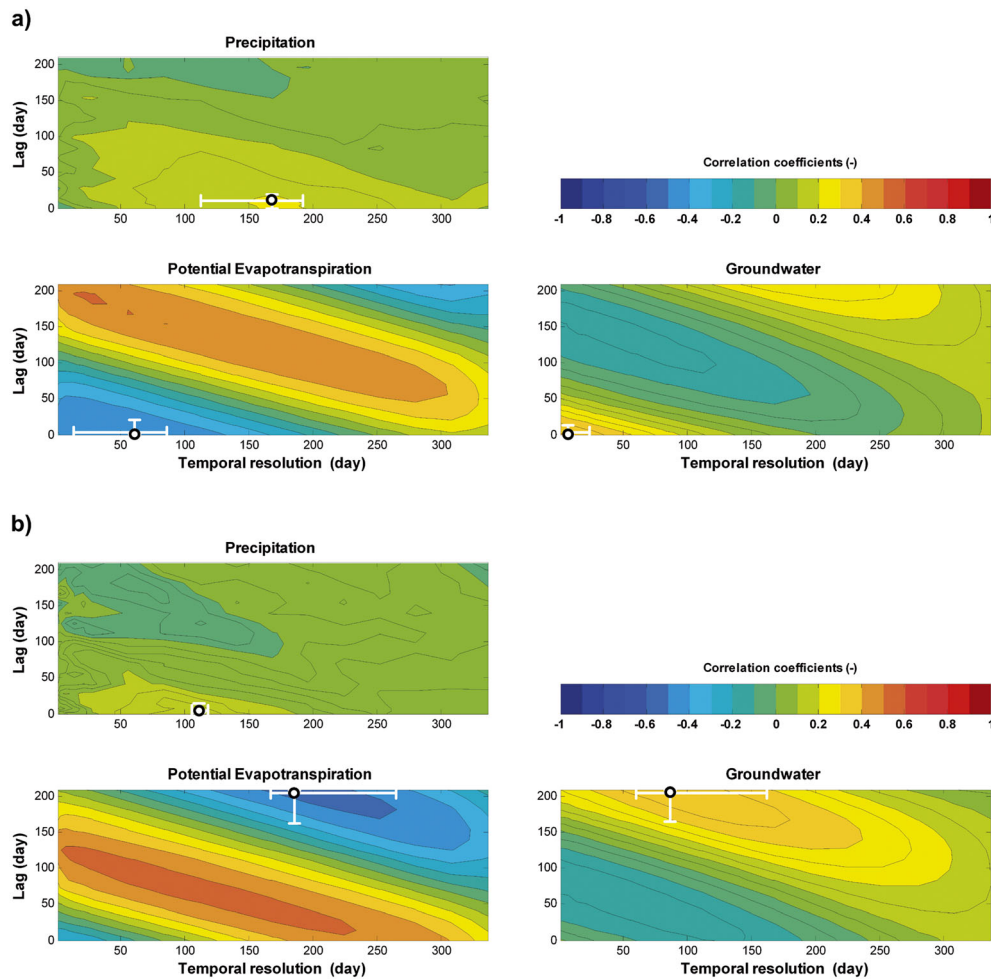 a)
Precipitation
Lag (day)
200
150
100
50
0
50 100 150 200 250 300
Correlation coefficients (-)
-1 -0.8 -0.6 -0.4 -0.2 0 0.2 0.4 0.6 0.8 1
Potential Evapotranspiration
Lag (day)
200
150
100
50
0
50 100 150 200 250 300
Temporal resolution (day)
Groundwater
200
150
100
50
0
50 100 150 200 250 300
Temporal resolution (day)
b)
Precipitation
Lag (day)
200
150
100
50
0
50 100 150 200 250 300
Correlation coefficients (-)
-1 -0.8 -0.6 -0.4 -0.2 0 0.2 0.4 0.6 0.8 1
Potential Evapotranspiration
Lag (day)
200
150
100
50
0
50 100 150 200 250 300
Temporal resolution (day)
Groundwater
200
150
100
50
0
50 100 150 200 250 300
Temporal resolution (day)